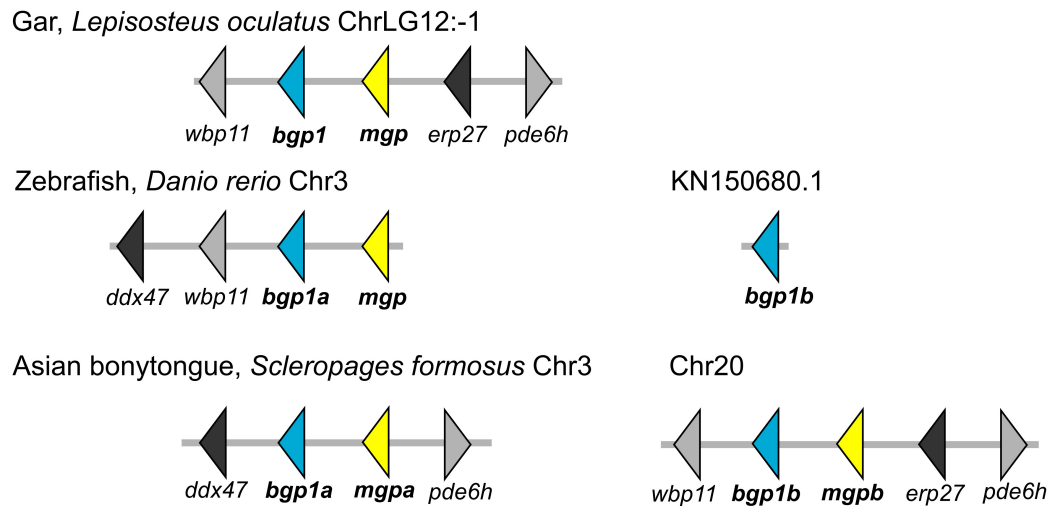 Gar, Lepisosteus oculatus ChrLG12:-1
wbp11 bgp1 mgp erp27 pde6h
Zebrafish, Danio rerio Chr3 KN150680.1
ddx47 wbp11 bgp1a mgp bgp1b
Asian bonytongue, Scleropages formosus Chr3 Chr20
ddx47 bgp1a mgpa pde6h wbp11 bgp1b mgpb erp27 pde6h